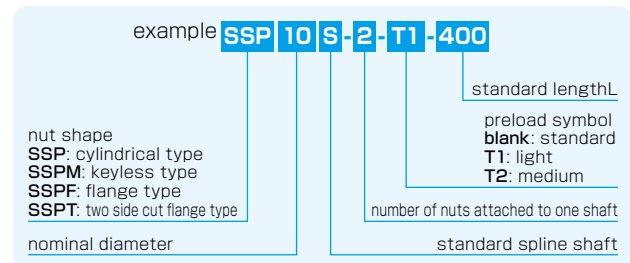 example SSP 10 S - 2 - T1 - 400
standard lengthL
preload symbol
blank: standard
T1: light
T2: medium
nut shape
SSP: cylindrical type
SSPM: keyless type
SSPF: flange type
SSPT: two side cut flange type
number of nuts attached to one shaft
nominal diameter
standard spline shaft